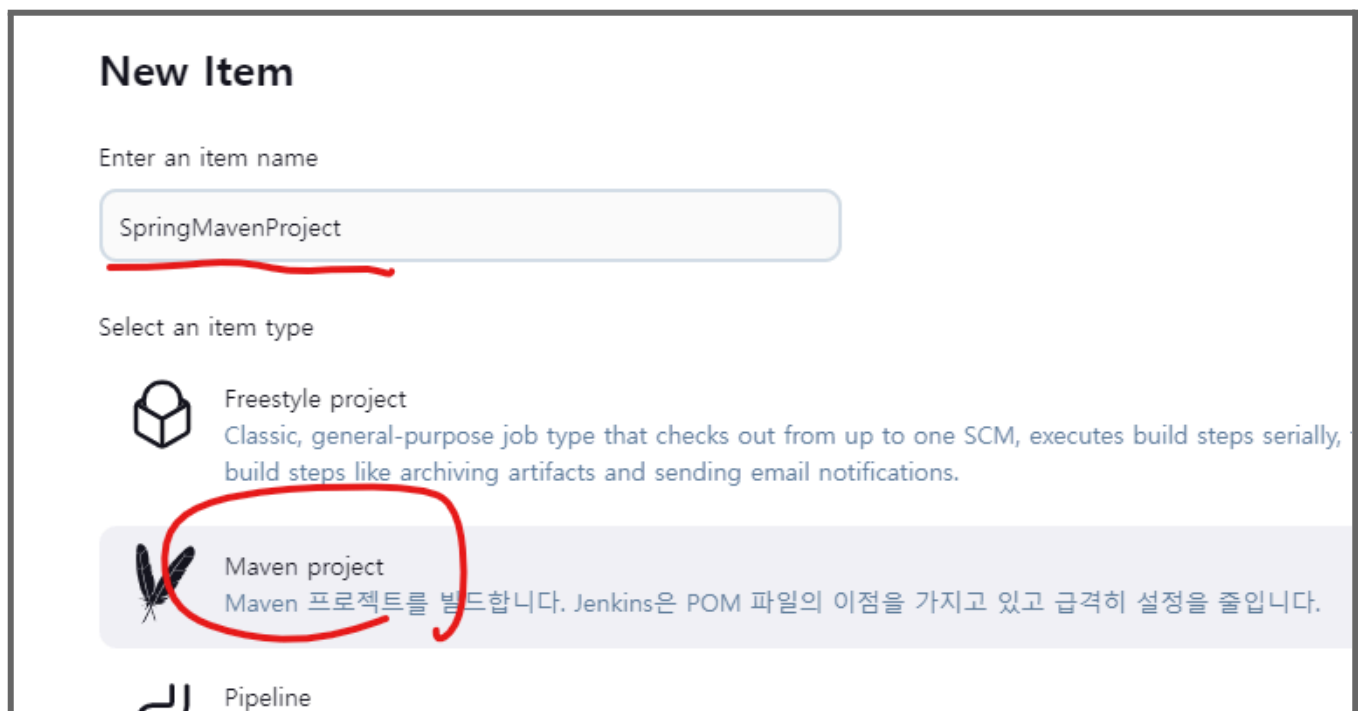 New Item
Enter an item name
SpringMavenProject
Select an item type
Freestyle project
Classic, general-purpose job type that checks out from up to one SCM, executes build steps serially,
build steps like archiving artifacts and sending email notifications.
Maven project
Maven 프로젝트를 빌드합니다. Jenkins은 POM 파일의 이점을 가지고 있고 급격히 설정을 줄입니다.
Pipeline